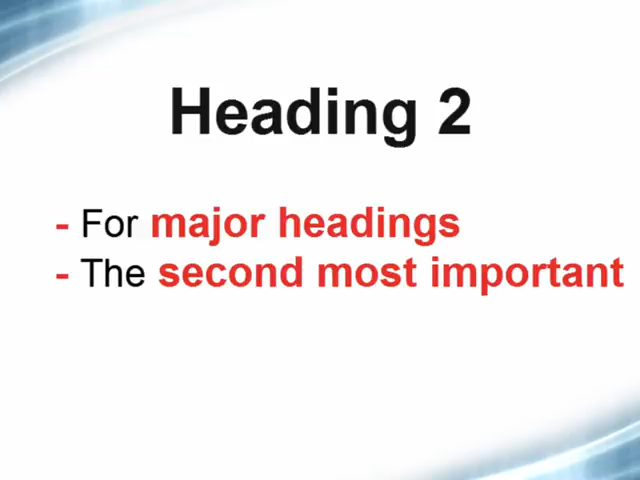 Heading 2
- For major headings
- The second most important